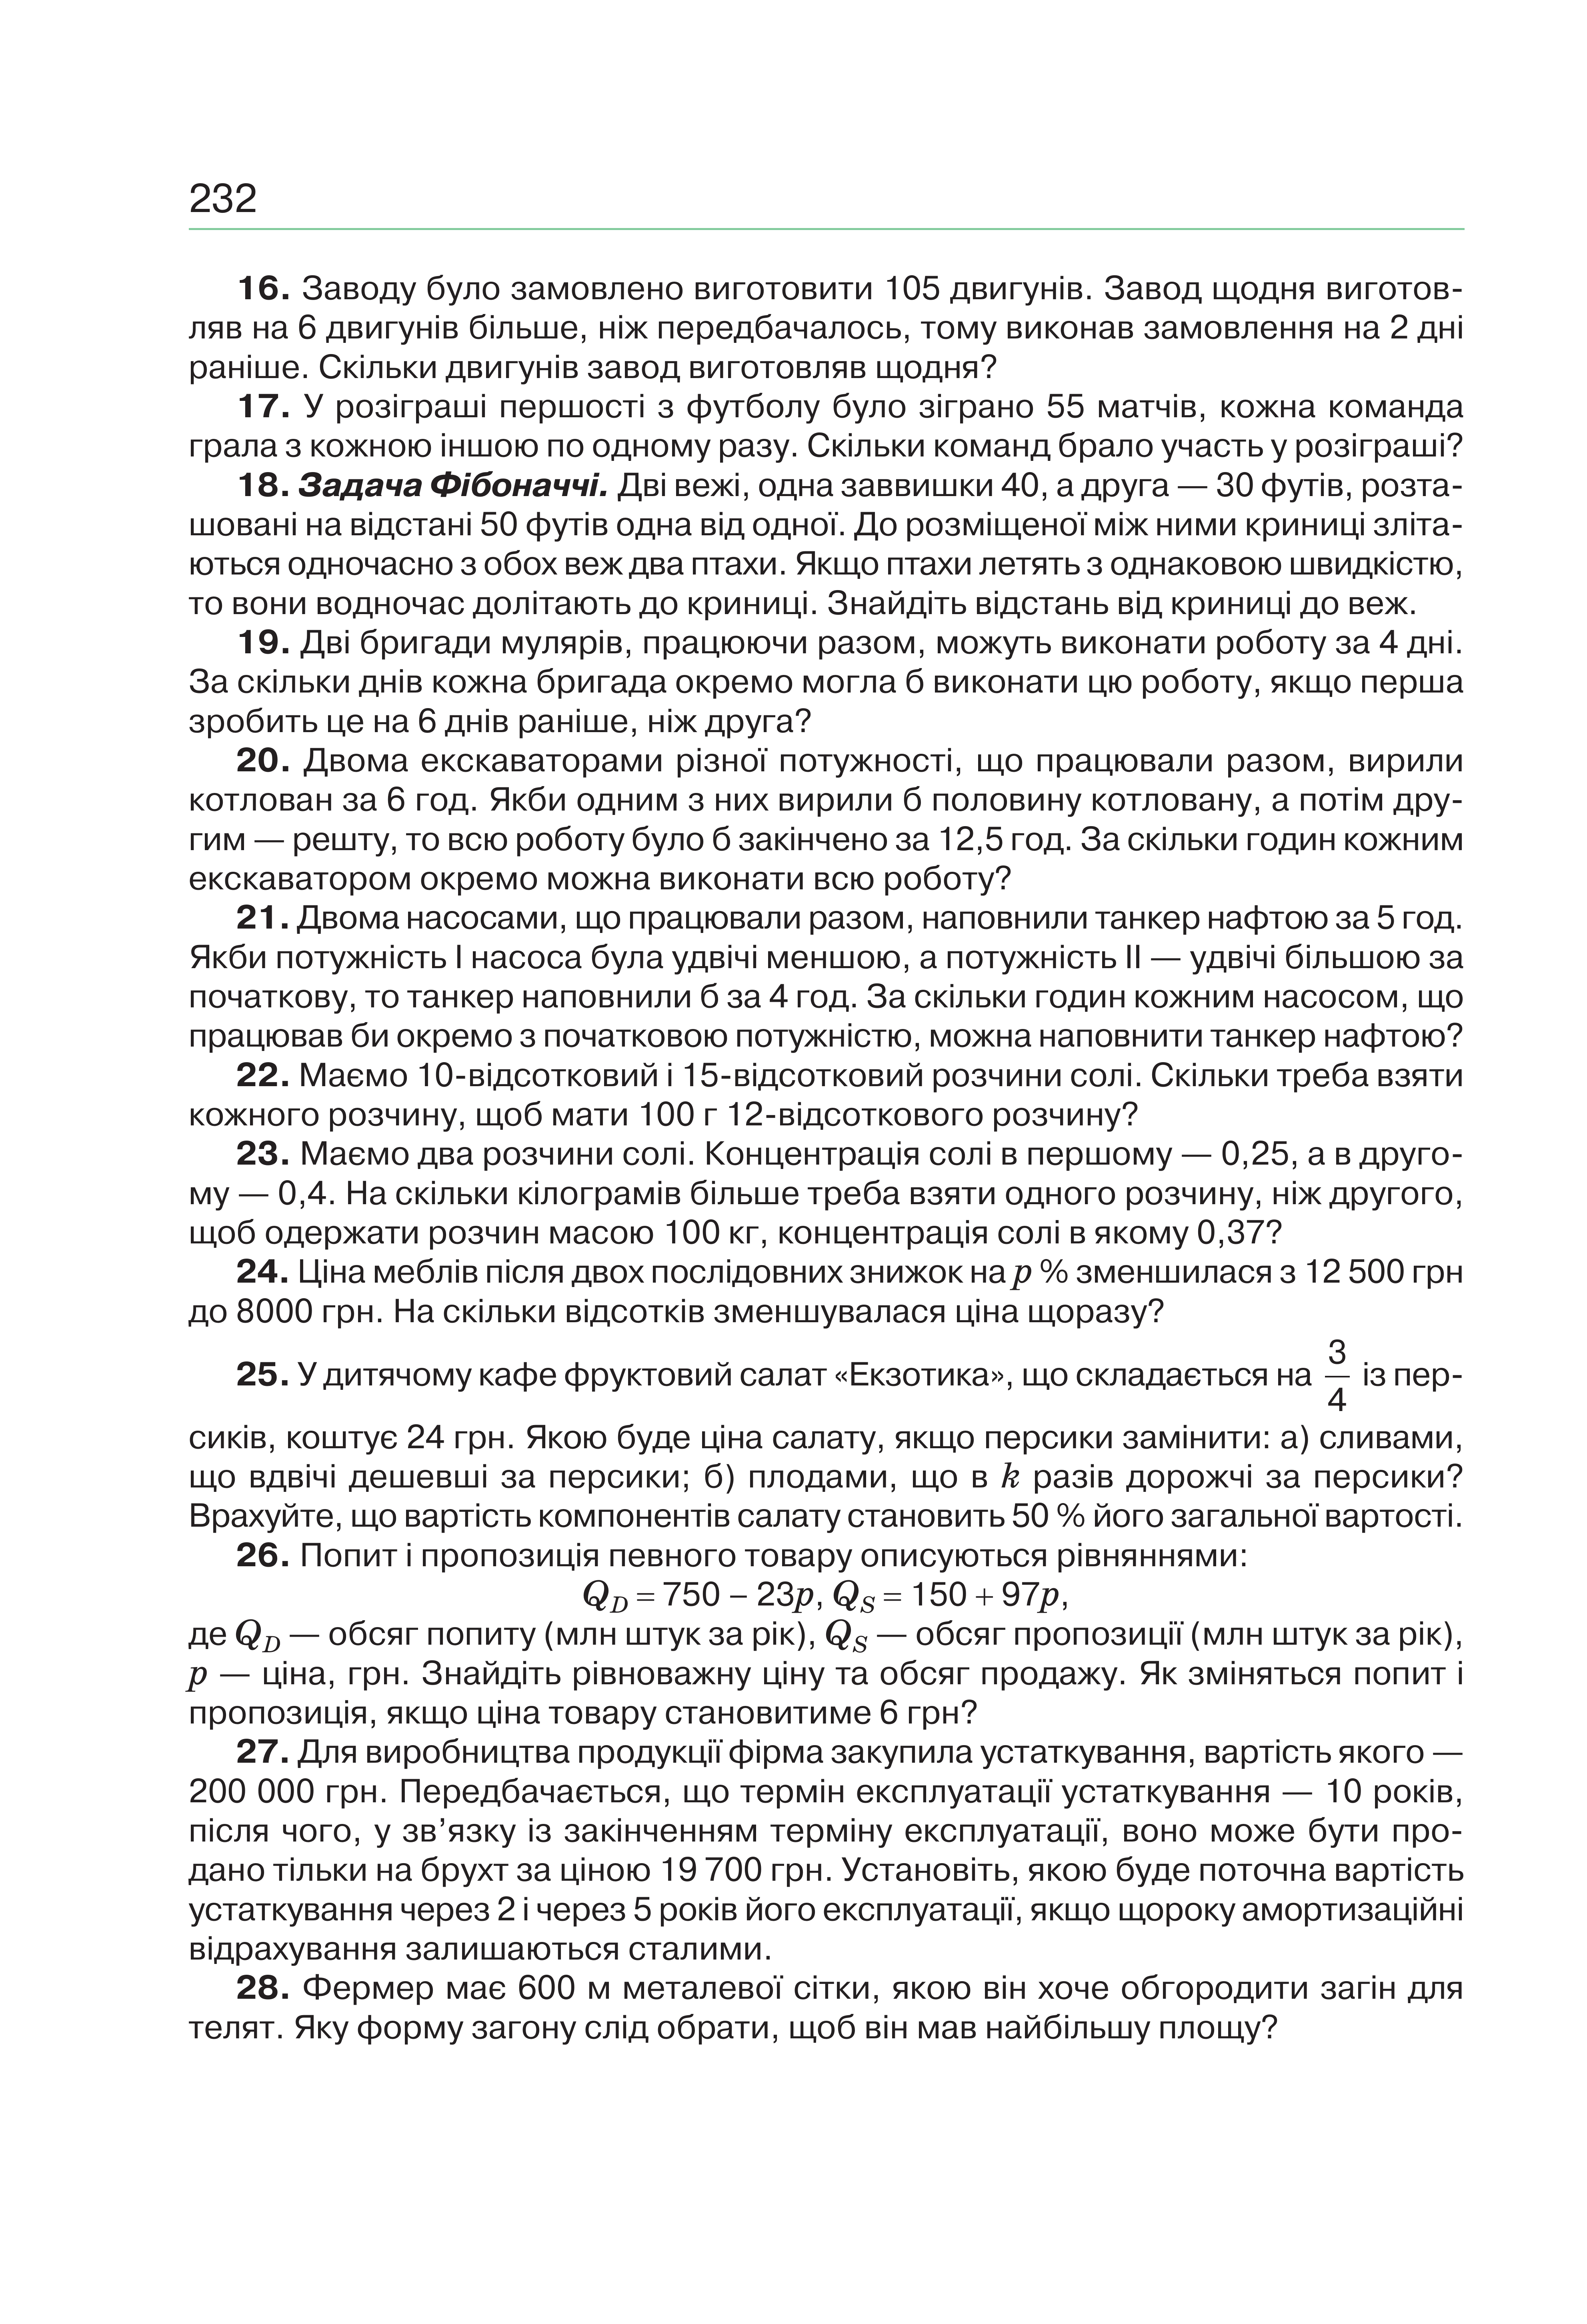 232
16. Заводу було замовлено виготовити 105 двигунів. Завод щодня виготов-
ляв на 6 двигунів більше, ніж передбачалось, тому виконав замовлення на 2 дні
раніше. Скільки двигунів завод виготовляв щодня?
17. У розіграші першості з футболу було зіграно 55 матчів, кожна команда
грала з кожною іншою по одному разу. Скільки команд брало участь у розіграші?
18. Задача Фібоначчі. Дві вежі, одна заввишки 40, а друга — 30 футів, розта-
шовані на відстані 50 футів одна від одної. До розміщеної між ними криниці зліта-
ються одночасно з обох веж два птахи. Якщо птахи летять з однаковою швидкістю,
то вони водночас долітають до криниці. Знайдіть відстань від криниці до веж.
19. Дві бригади мулярів, працюючи разом, можуть виконати роботу за 4 дні.
За скільки днів кожна бригада окремо могла б виконати цю роботу, якщо перша
зробить це на 6 днів раніше, ніж друга?
20. Двома екскаваторами різної потужності, що працювали разом, вирили
котлован за 6 год. Якби одним з них вирили б половину котловану, а потім дру-
гим — решту, то всю роботу було б закінчено за 12,5 год. За скільки годин кожним
екскаватором окремо можна виконати всю роботу?
21. Двома насосами, що працювали разом, наповнили танкер нафтою за 5 год.
Якби потужність І насоса була удвічі меншою, а потужність ІІ — удвічі більшою за
початкову, то танкер наповнили б за 4 год. За скільки годин кожним насосом, що
працював би окремо з початковою потужністю, можна наповнити танкер нафтою?
22. Маємо 10-відсотковий і 15-відсотковий розчини солі. Скільки треба взяти
кожного розчину, щоб мати 100 г 12-відсоткового розчину?
23. Маємо два розчини солі. Концентрація солі в першому — 0,25, а в друго-
му — 0,4. На скільки кілограмів більше треба взяти одного розчину, ніж другого,
щоб одержати розчин масою 100 кг, концентрація солі в якому 0,37?
24. Ціна меблів після двох послідовних знижок на p % зменшилася з 12 500 грн
до 8000 грн. На скільки відсотків зменшувалася ціна щоразу?
25. У дитячому кафе фруктовий салат «Екзотика», що складається на 3/4 із пер-
сиків, коштує 24 грн. Якою буде ціна салату, якщо персики замінити: а) сливами,
що вдвічі дешевші за персики; б) плодами, що в k разів дорожчі за персики?
Врахуйте, що вартість компонентів салату становить 50 % його загальної вартості.
26. Попит і пропозиція певного товару описуються рівняннями:
Q_D = 750 – 23p, Q_S = 150 + 97p,
де Q_D — обсяг попиту (млн штук за рік), Q_S — обсяг пропозиції (млн штук за рік),
p — ціна, грн. Знайдіть рівноважну ціну та обсяг продажу. Як зміняться попит і
пропозиція, якщо ціна товару становитиме 6 грн?
27. Для виробництва продукції фірма закупила устаткування, вартість якого —
200 000 грн. Передбачається, що термін експлуатації устаткування — 10 років,
після чого, у зв’язку із закінченням терміну експлуатації, воно може бути про-
дано тільки на брухт за ціною 19 700 грн. Установіть, якою буде поточна вартість
устаткування через 2 і через 5 років його експлуатації, якщо щороку амортизаційні
відрахування залишаються сталими.
28. Фермер має 600 м металевої сітки, якою він хоче обгородити загін для
телят. Яку форму загону слід обрати, щоб він мав найбільшу площу?